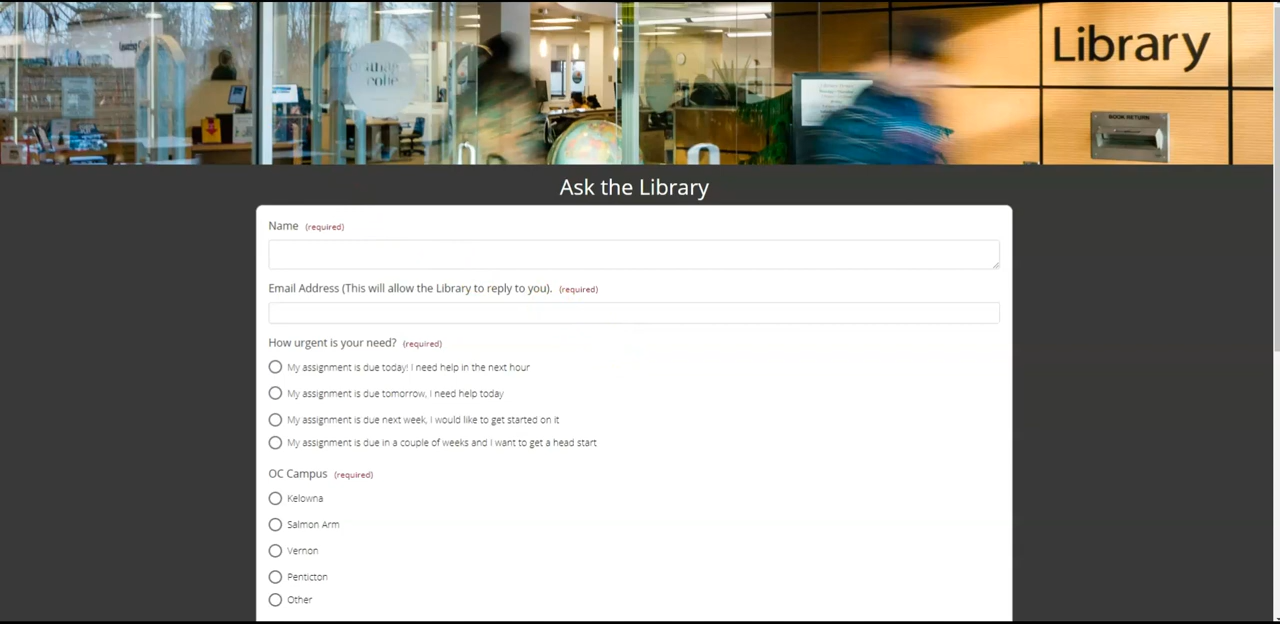 Library
BOOK RETURN
Ask the Library
Name (required)
Email Address (This will allow the Library to reply to you). (required)
How urgent is your need? (required)
My assignment is due today! I need help in the next hour
My assignment is due tomorrow, I need help today
My assignment is due next week, I would like to get started on it
My assignment is due in a couple of weeks and I want to get a head start
OC Campus (required)
Kelowna
Salmon Arm
Vernon
Penticton
Other